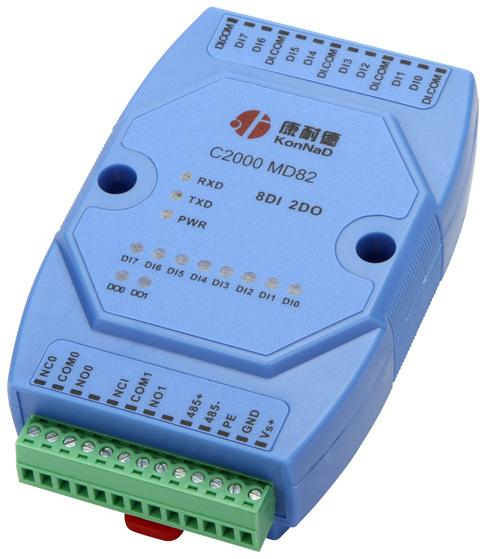 DI.COM DI7 DI6 DI.COM DI5 DI4 DI.COM DI3 DI2 DI.COM DI1 DI0 DI.COM
康耐德
KonNaD
C2000 MD82
RXD
8DI 2DO
TXD
PWR
DI7 DI6 DI5 DI4 DI3 DI2 DI1 DI0
DO0 DO1
NC0 COM0 NO0 NCI COM1 NO1 485+ 485- PE GND Vs+